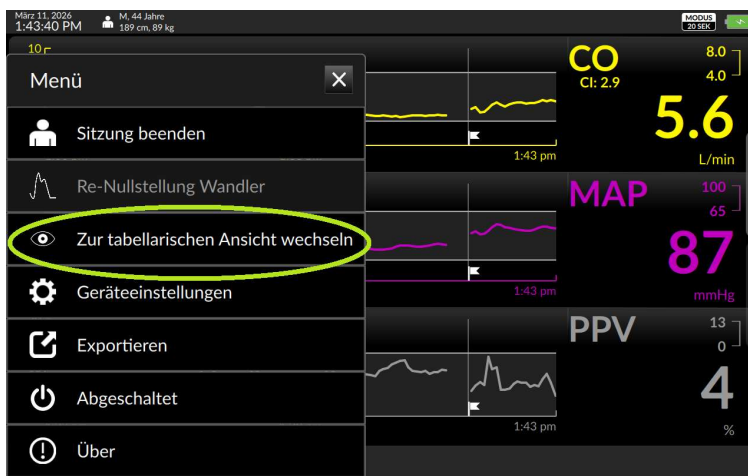 März 11, 2026
1:43:40 PM
M, 44 Jahre
189 cm, 89 kg
MODUS
20 SEK
10
Menü
Sitzung beenden
Re-Nullstellung Wandler
Zur tabellarischen Ansicht wechseln
Geräteeinstellungen
Exportieren
Abgeschaltet
Über
1:43 pm
CO
CI: 2.9
8.0
4.0
5.6
L/min
1:43 pm
MAP
100
65
87
mmHg
1:43 pm
PPV
13
0
4
%